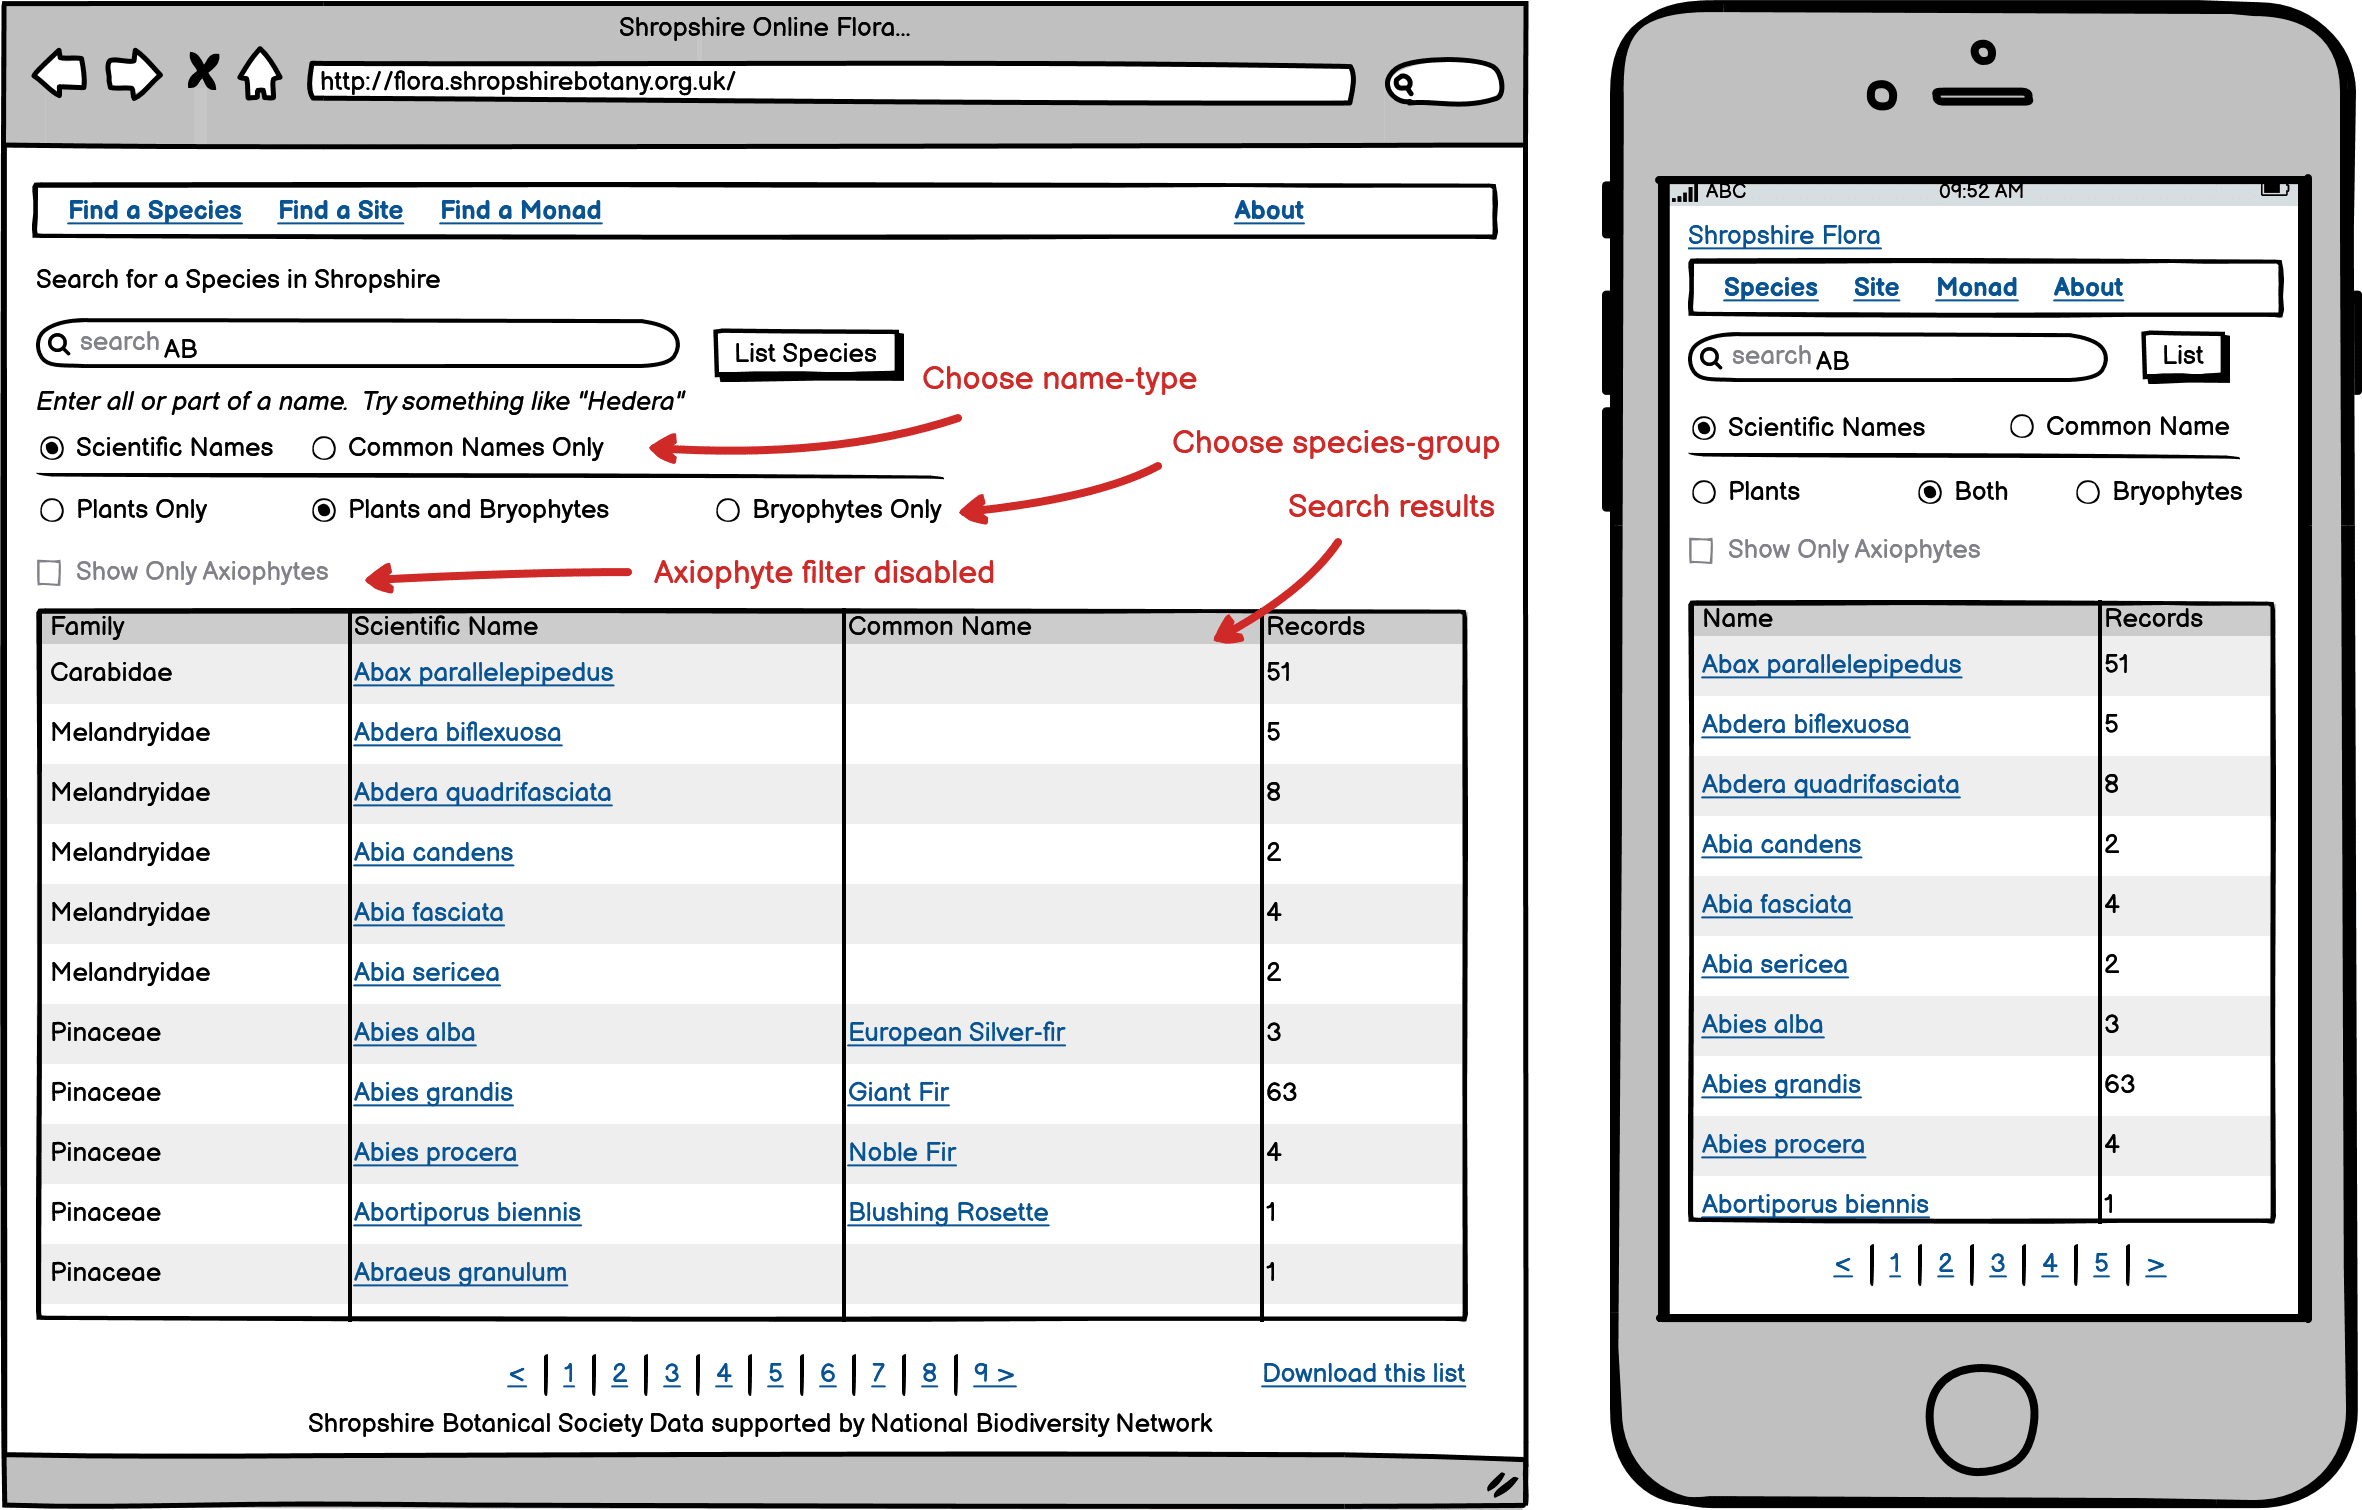 Shropshire Online Flora...
http://flora.shropshirebotany.org.uk/
Find a Species Find a Site Find a Monad About
Search for a Species in Shropshire
search AB List Species
Choose name-type
Enter all or part of a name. Try something like "Hedera"
Scientific Names Common Names Only
Choose species-group
Plants Only Plants and Bryophytes Bryophytes Only
Search results
Show Only Axiophytes Axiophyte filter disabled
Family Scientific Name Common Name Records
Carabidae Abax parallelepipedus 51
Melandryidae Abdera biflexuosa 5
Melandryidae Abdera quadrifasciata 8
Melandryidae Abia candens 2
Melandryidae Abia fasciata 4
Melandryidae Abia sericea 2
Pinaceae Abies alba European Silver-fir 3
Pinaceae Abies grandis Giant Fir 63
Pinaceae Abies procera Noble Fir 4
Pinaceae Abortiporus biennis Blushing Rosette 1
Pinaceae Abraeus granulum 1
< | 1 | 2 | 3 | 4 | 5 | 6 | 7 | 8 | 9 > Download this list
Shropshire Botanical Society Data supported by National Biodiversity Network
ABC 09:52 AM
Shropshire Flora
Species Site Monad About
search AB List
Scientific Names Common Name
Plants Both Bryophytes
Show Only Axiophytes
Name Records
Abax parallelepipedus 51
Abdera biflexuosa 5
Abdera quadrifasciata 8
Abia candens 2
Abia fasciata 4
Abia sericea 2
Abies alba 3
Abies grandis 63
Abies procera 4
Abortiporus biennis 1
< | 1 | 2 | 3 | 4 | 5 | >